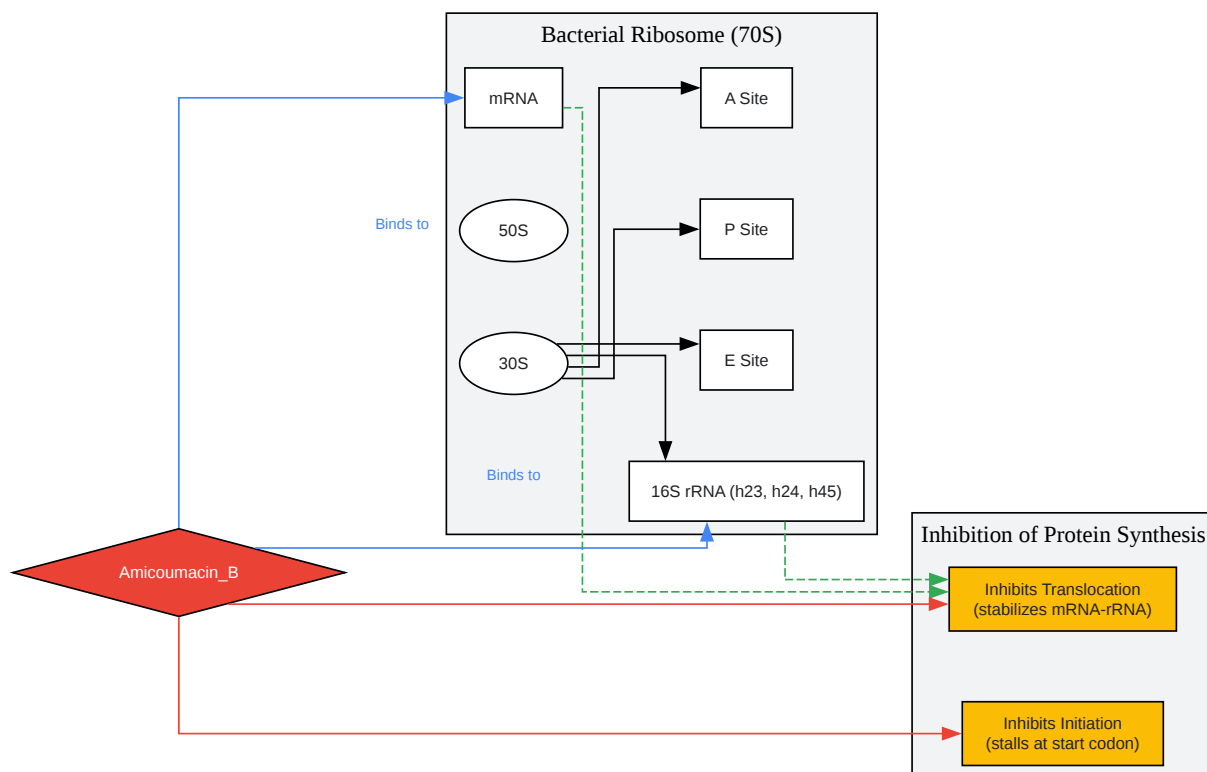 Bacterial Ribosome (70S)
mRNA
A Site
Binds to
50S
P Site
30S
E Site
Binds to
16S rRNA (h23, h24, h45)
Amicoumacin_B
Inhibition of Protein Synthesis
Inhibits Translocation
(stabilizes mRNA-rRNA)
Inhibits Initiation
(stalls at start codon)